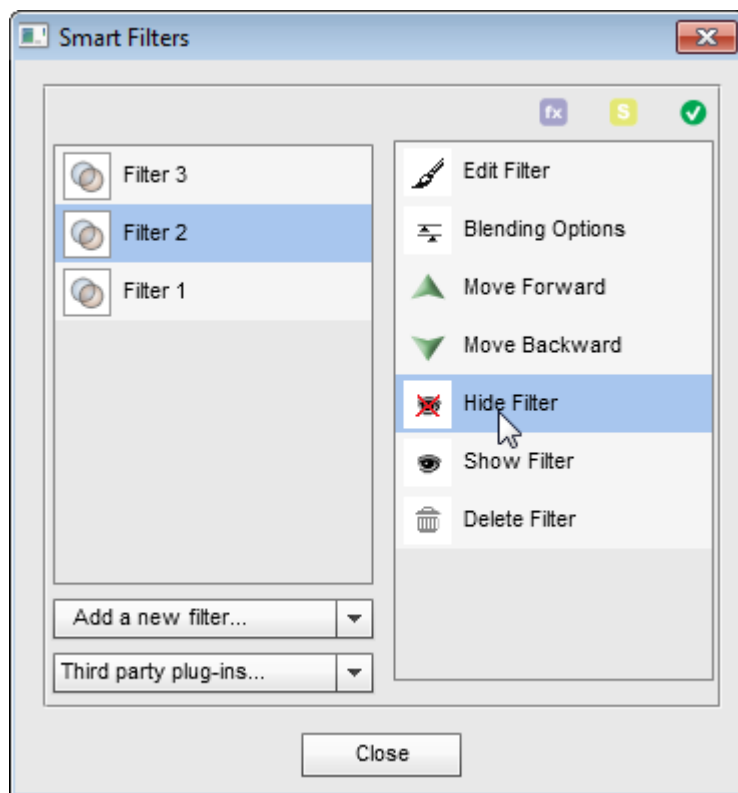 Smart Filters
fx
S
Filter 3
Filter 2
Filter 1
Edit Filter
Blending Options
Move Forward
Move Backward
Hide Filter
Show Filter
Delete Filter
Add a new filter...
Third party plug-ins...
Close